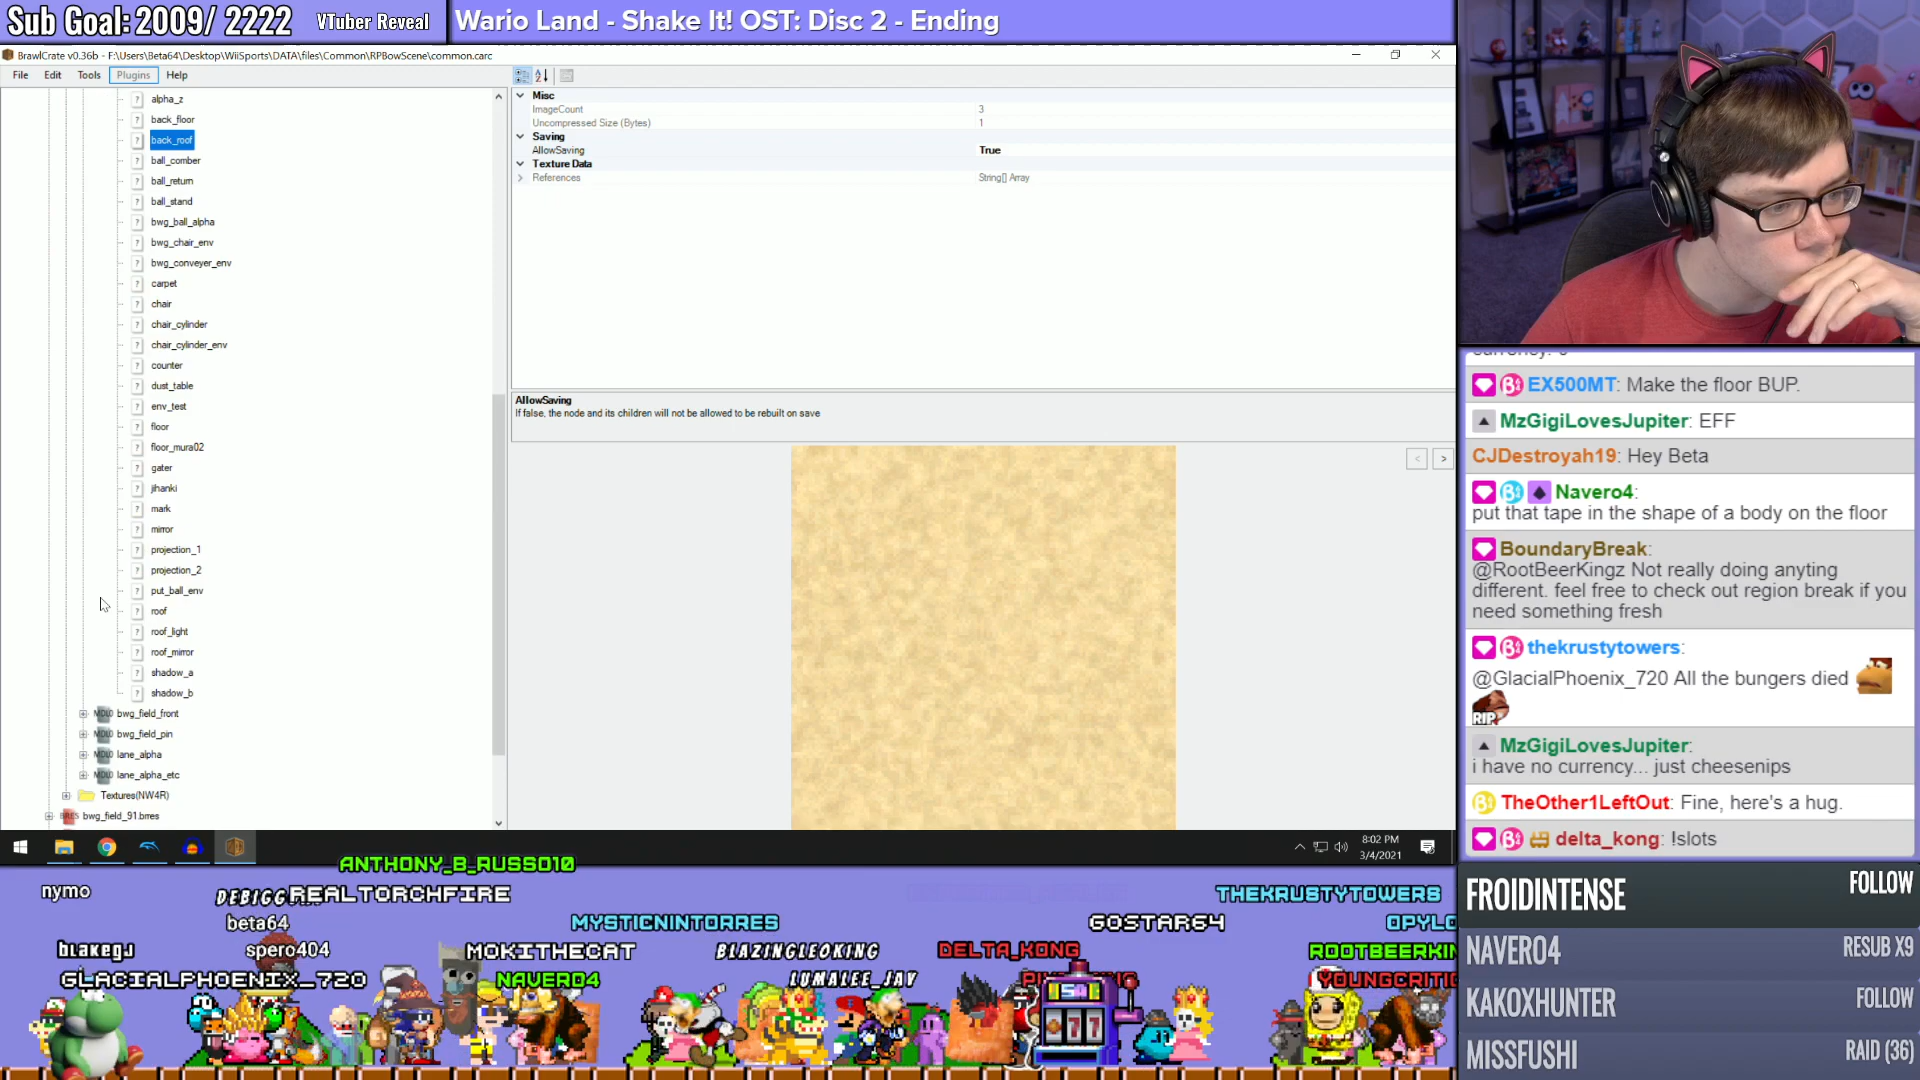 Sub Goal: 2009/ 2222
VTuber Reveal
Wario Land - Shake It! OST: Disc 2 - Ending
BrawlCrate v0.36b - F:\Users\Beta64\Desktop\WiiSports\DATA\files\Common\RPBowScene\common.carc
File Edit Tools Plugins Help
alpha_z
back_floor
back_roof
ball_comber
ball_return
ball_stand
bwg_ball_alpha
bwg_chair_env
bwg_conveyer_env
carpet
chair
chair_cylinder
chair_cylinder_env
counter
dust_table
env_test
floor
floor_mura02
gater
jihanki
mark
mirror
projection_1
projection_2
put_ball_env
roof
roof_light
roof_mirror
shadow_a
shadow_b
MDL0 bwg_field_front
MDL0 bwg_field_pin
MDL0 lane_alpha
MDL0 lane_alpha_etc
Textures(NW4R)
BRES bwg_field_91.brres
Misc
ImageCount 3
Uncompressed Size (Bytes) 1
Saving
AllowSaving True
Texture Data
References String[] Array
AllowSaving
If false, the node and its children will not be allowed to be rebuilt on save
< >
8:02 PM
3/4/2021
EX500MT: Make the floor BUP.
MzGigiLovesJupiter: EFF
CJDestroyah19: Hey Beta
Navero4:
put that tape in the shape of a body on the floor
BoundaryBreak:
@RootBeerKingz Not really doing anyting
different. feel free to check out region break if you
need something fresh
thekrustytowers:
@GlacialPhoenix_720 All the bungers died
RIP
MzGigiLovesJupiter:
i have no currency... just cheesenips
TheOther1LeftOut: Fine, here's a hug.
delta_kong: !slots
FROIDINTENSE FOLLOW
NAVERO4 RESUB X9
KAKOXHUNTER FOLLOW
MISSFUSHI RAID (36)
ANTHONY_B_RUSSO10
nymo
REALTORCHFIRE
THEKRUSTYTOWERS
beta64
MYSTICNINTORRES
GOSTAR64
OPYLO
blakegj
spero404
MOKITHECAT
BLAZINGLEOKING
DELTA_KONG
ROOTBEERKIN
GLACIALPHOENIX_720
NAVERO4
LUMALEE_JAY
YOUNGCRITIC
777